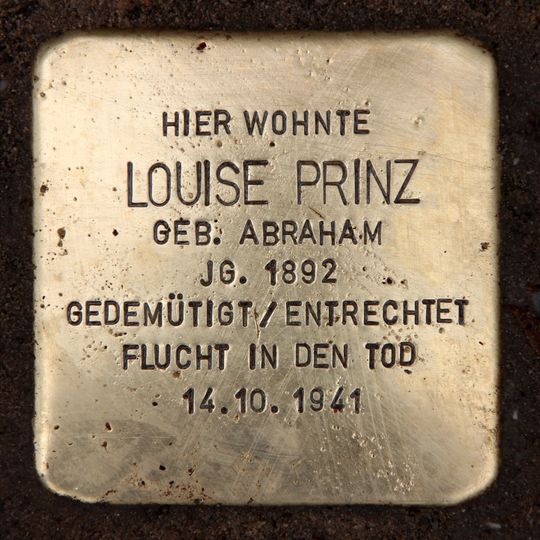 HIER WOHNTE
LOUISE PRINZ
GEB. ABRAHAM
JG. 1892
GEDEMÜTIGT/ENTRECHTET
FLUCHT IN DEN TOD
14.10.1941